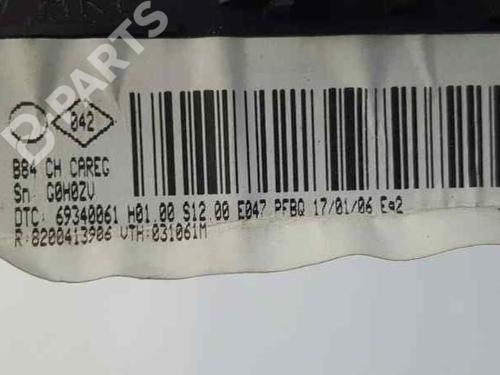 D-PARTS
042
B84 CH CAREG
Sn: G0H0ZV
DTC: 69340061 H01.00 S12.00 E047 PFBQ 17/01/06 Eq2
R:8200413906 VTH:031061M